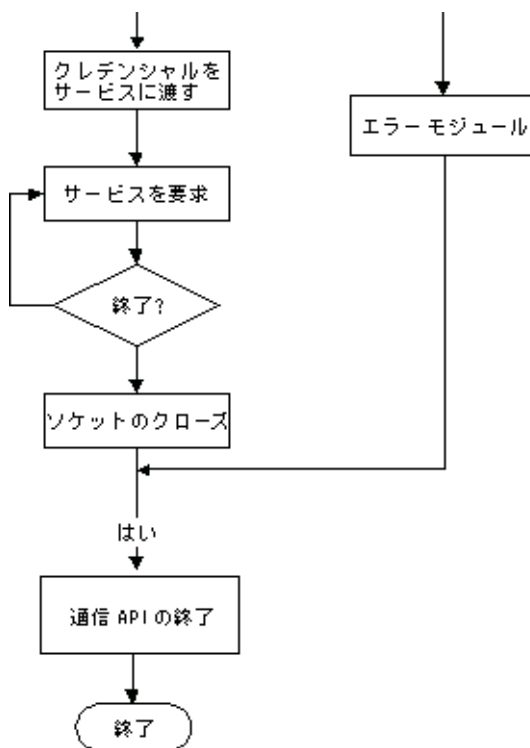 クレデンシャルを
サービスに渡す
エラー モジュール
サービスを要求
終了?
ソケットのクローズ
はい
通信 API の終了
終了